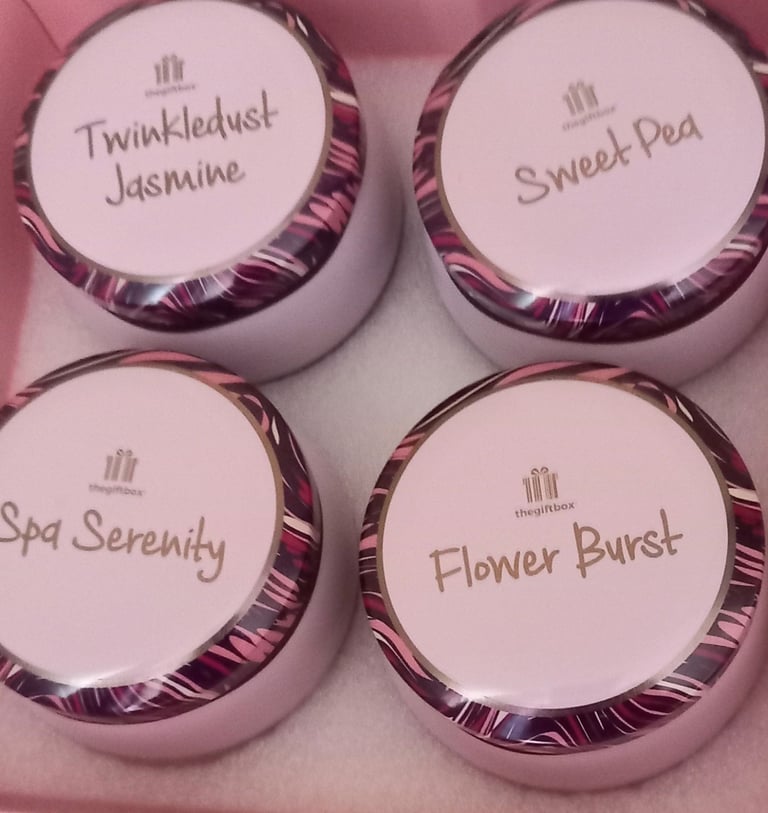 thegiftbox
Twinkledust
Jasmine
thegiftbox
Sweet Pea
thegiftbox
Spa Serenity
thegiftbox
Flower Burst